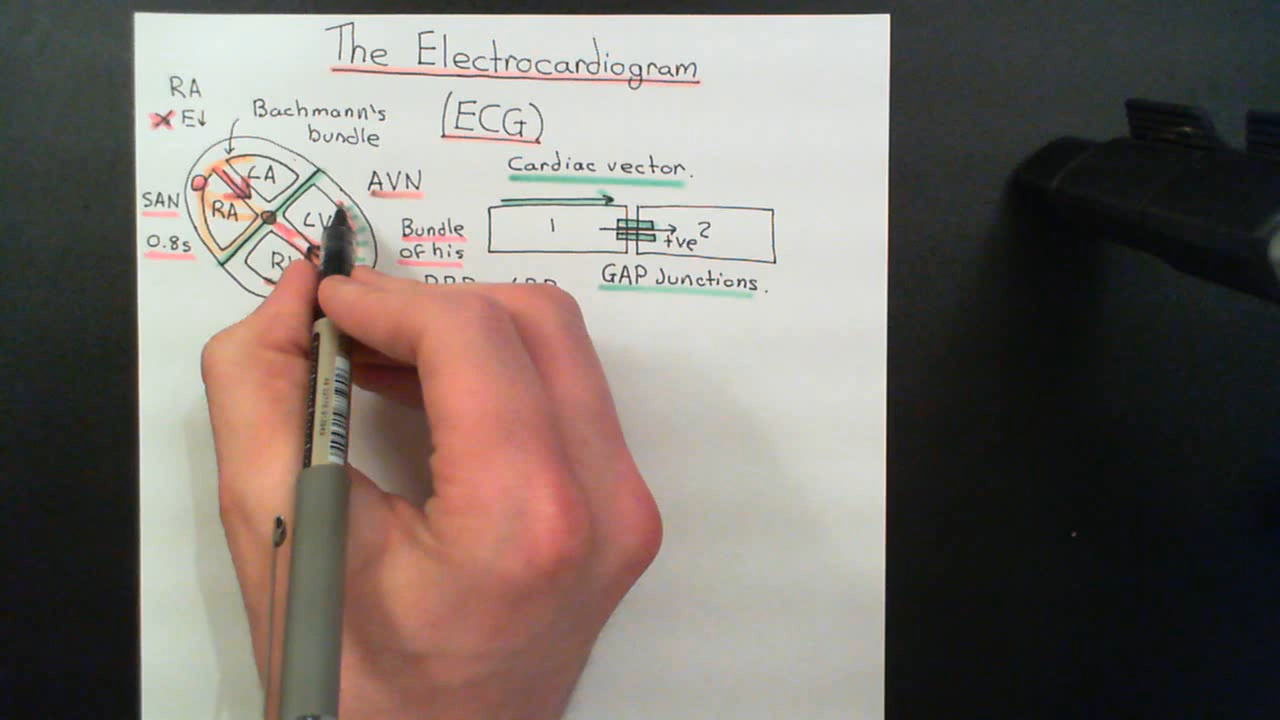 The Electrocardiogram
(ECG)
RA
× E↓
Bachmann's
bundle
SAN
0.8s
LA
RA
LV
AVN
Bundle
of his
Cardiac vector.
1
+ve 2
GAP Junctions.